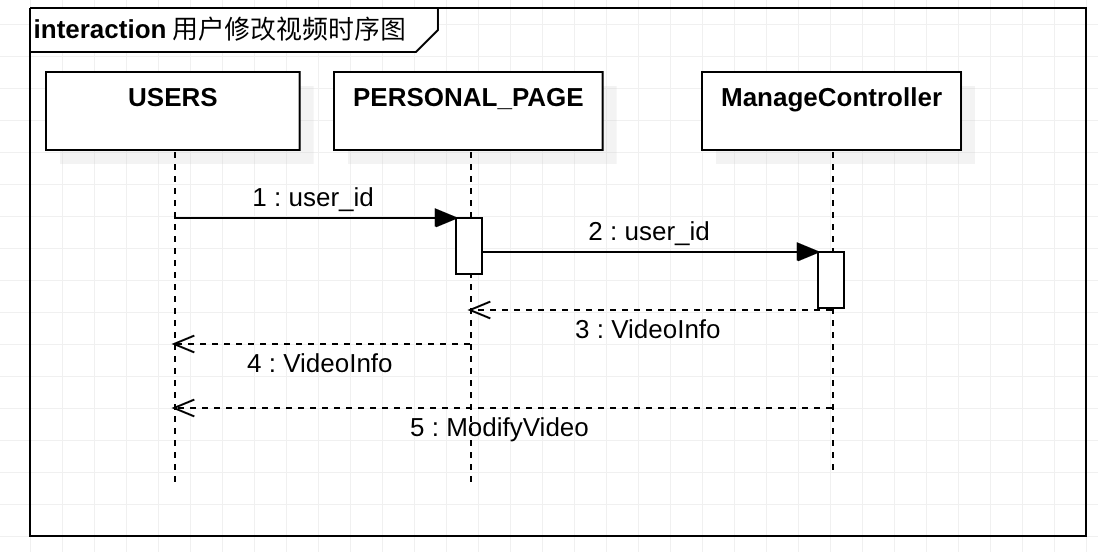 interaction 用户修改视频时序图
USERS
PERSONAL_PAGE
ManageController
1 : user_id
2 : user_id
3 : VideoInfo
4 : VideoInfo
5 : ModifyVideo